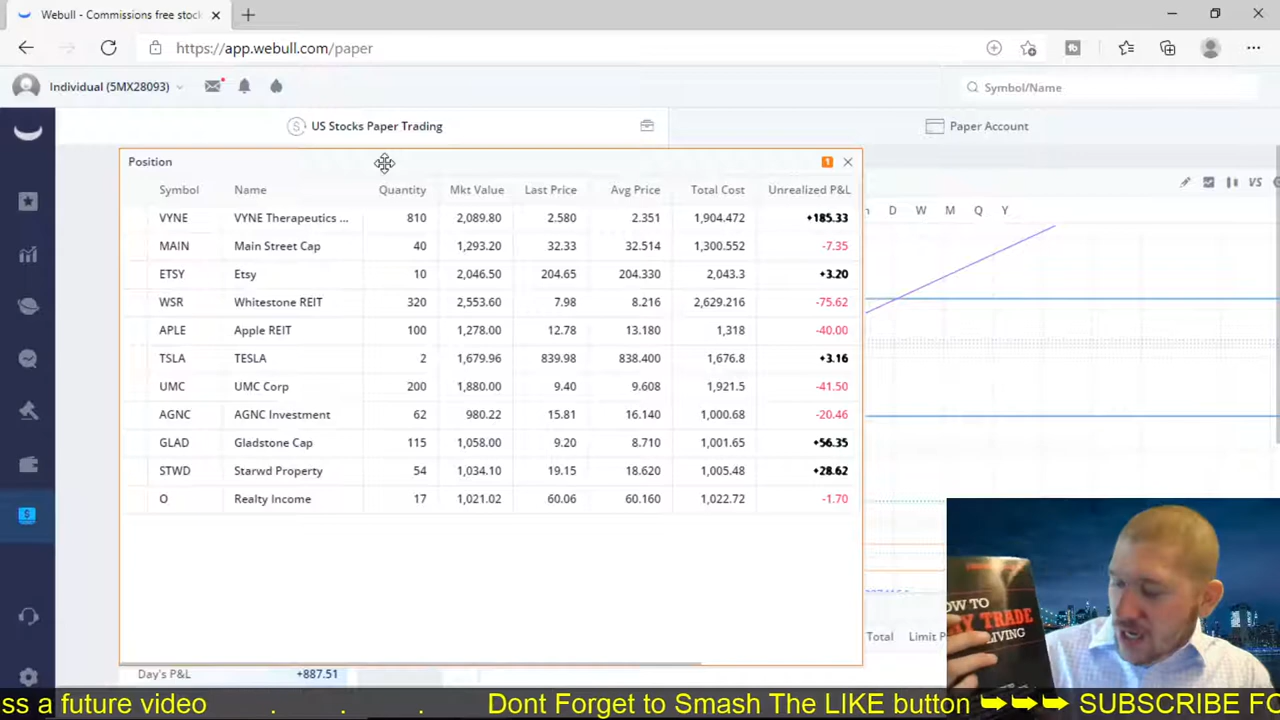 Webull - Commissions free stoc
https://app.webull.com/paper
Individual (5MX28093)
Symbol/Name
US Stocks Paper Trading
Paper Account
Position
1
Symbol Name Quantity Mkt Value Last Price Avg Price Total Cost Unrealized P&L
VYNE VYNE Therapeutics ... 810 2,089.80 2.580 2.351 1,904.472 +185.33
MAIN Main Street Cap 40 1,293.20 32.33 32.514 1,300.552 -7.35
ETSY Etsy 10 2,046.50 204.65 204.330 2,043.3 +3.20
WSR Whitestone REIT 320 2,553.60 7.98 8.216 2,629.216 -75.62
APLE Apple REIT 100 1,278.00 12.78 13.180 1,318 -40.00
TSLA TESLA 2 1,679.96 839.98 838.400 1,676.8 +3.16
UMC UMC Corp 200 1,880.00 9.40 9.608 1,921.5 -41.50
AGNC AGNC Investment 62 980.22 15.81 16.140 1,000.68 -20.46
GLAD Gladstone Cap 115 1,058.00 9.20 8.710 1,001.65 +56.35
STWD Starwd Property 54 1,034.10 19.15 18.620 1,005.48 +28.62
O Realty Income 17 1,021.02 60.06 60.160 1,022.72 -1.70
VS
D W M Q Y
Total Limit P
Day's P&L +887.51
OW TO
Y TRADE
LIVING
ss a future video . . . Dont Forget to Smash The LIKE button ➥➥➥ SUBSCRIBE FO